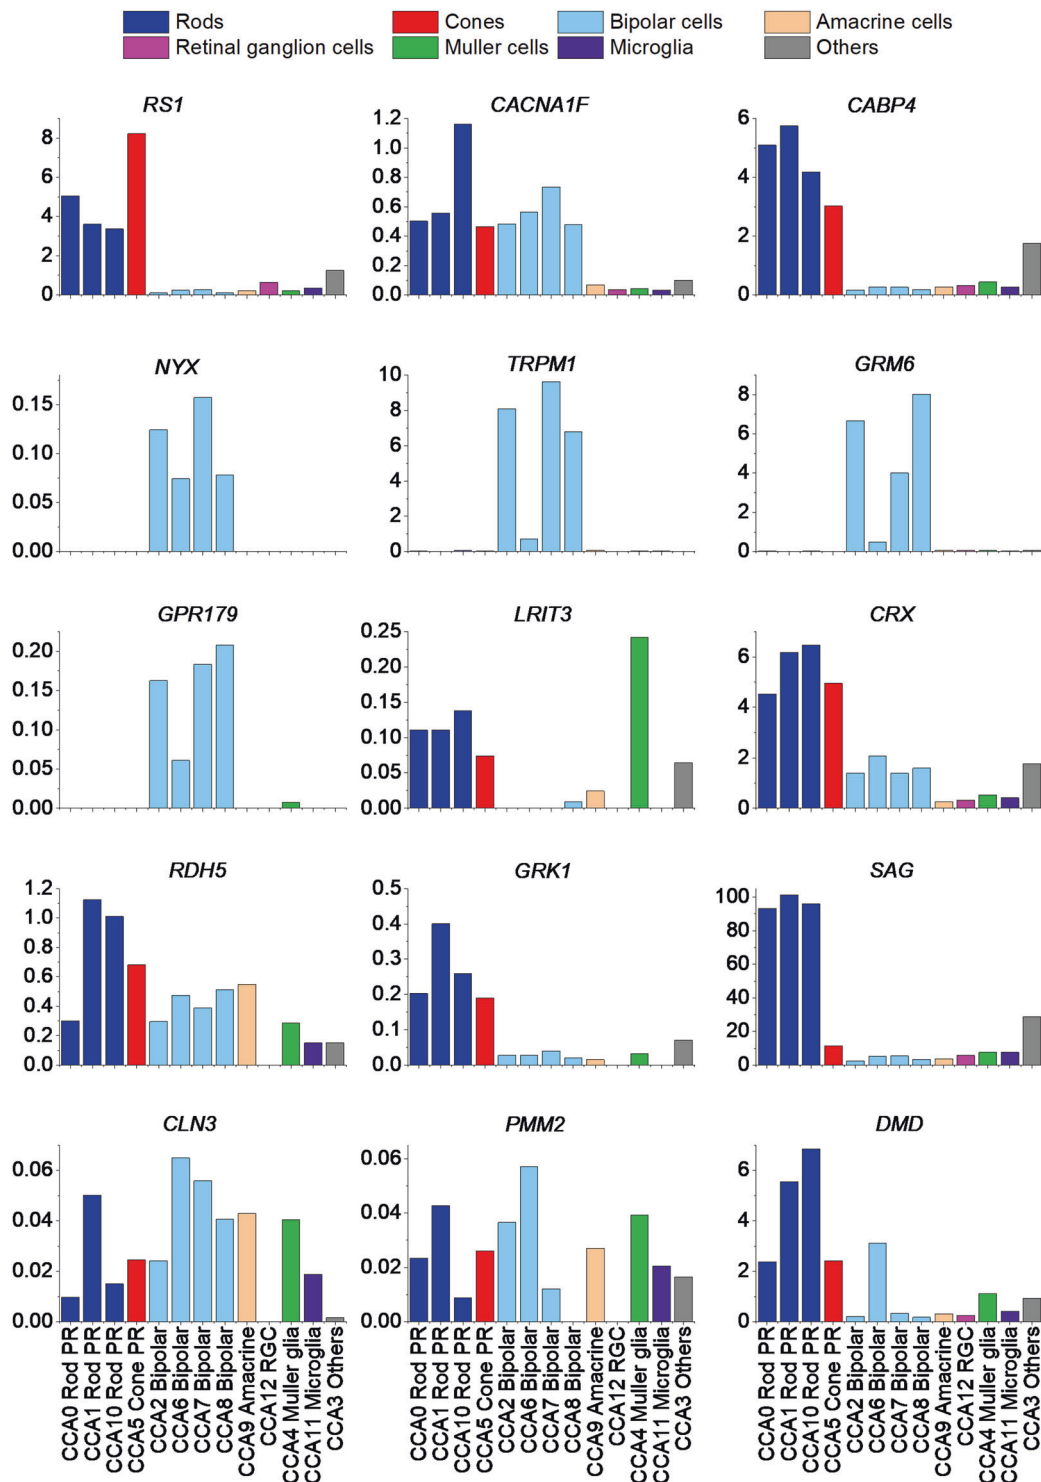 Rods Cones Bipolar cells Amacrine cells
Retinal ganglion cells Muller cells Microglia Others
RS1 CACNA1F CABP4
8
6
4
2
0
1.2
1.0
0.8
0.6
0.4
0.2
0.0
6
4
2
0
NYX TRPM1 GRM6
0.15
0.10
0.05
0.00
10
8
6
4
2
0
8
6
4
2
0
GPR179 LRIT3 CRX
0.20
0.15
0.10
0.05
0.00
0.25
0.20
0.15
0.10
0.05
0.00
6
4
2
0
RDH5 GRK1 SAG
1.2
1.0
0.8
0.6
0.4
0.2
0.0
0.5
0.4
0.3
0.2
0.1
0.0
100
80
60
40
20
0
CLN3 PMM2 DMD
0.06
0.04
0.02
0.00
0.06
0.04
0.02
0.00
6
4
2
0
CCA0 Rod PR
CCA1 Rod PR
CCA10 Rod PR
CCA5 Cone PR
CCA2 Bipolar
CCA6 Bipolar
CCA7 Bipolar
CCA8 Bipolar
CCA9 Amacrine
CCA12 RGC
CCA4 Muller glia
CCA11 Microglia
CCA3 Others
CCA0 Rod PR
CCA1 Rod PR
CCA10 Rod PR
CCA5 Cone PR
CCA2 Bipolar
CCA6 Bipolar
CCA7 Bipolar
CCA8 Bipolar
CCA9 Amacrine
CCA12 RGC
CCA4 Muller glia
CCA11 Microglia
CCA3 Others
CCA0 Rod PR
CCA1 Rod PR
CCA10 Rod PR
CCA5 Cone PR
CCA2 Bipolar
CCA6 Bipolar
CCA7 Bipolar
CCA8 Bipolar
CCA9 Amacrine
CCA12 RGC
CCA4 Muller glia
CCA11 Microglia
CCA3 Others